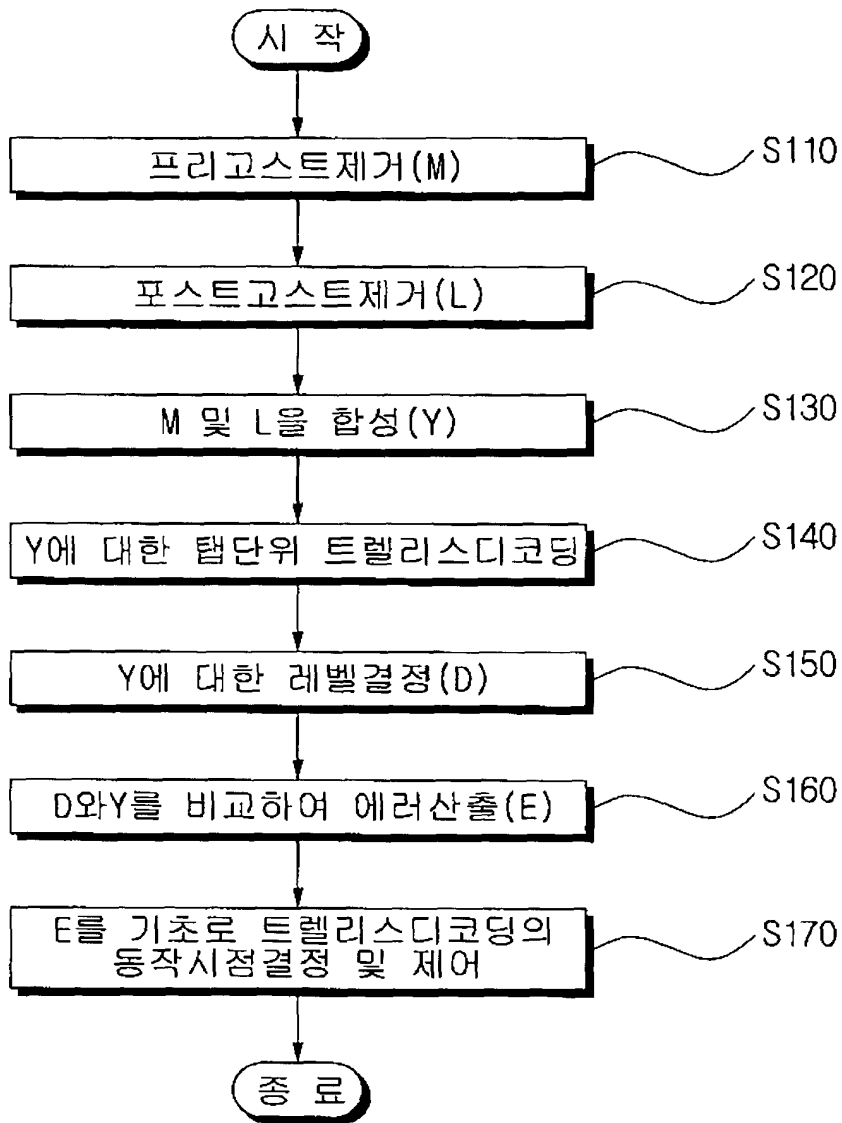 시 작
프리고스트제거(M)
S110
포스트고스트제거(L)
S120
M 및 L을 합성(Y)
S130
Y에 대한 탭단위 트렐리스디코딩
S140
Y에 대한 레벨결정(D)
S150
D와Y를 비교하여 에러산출(E)
S160
E를 기초로 트렐리스디코딩의
동작시점결정 및 제어
S170
종 료